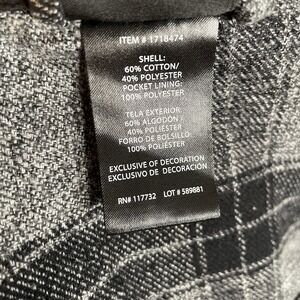 ITEM # 1718474
SHELL:
60% COTTON/
40% POLYESTER
POCKET LINING:
100% POLYESTER
TELA EXTERIOR:
60% ALGODON /
40% POLIÉSTER
FORRO DE BOLSILLO:
100% POLIÉSTER
EXCLUSIVE OF DECORATION
EXCLUSIVO DE DECORACIÓN
RN# 117732 LOT # 589881